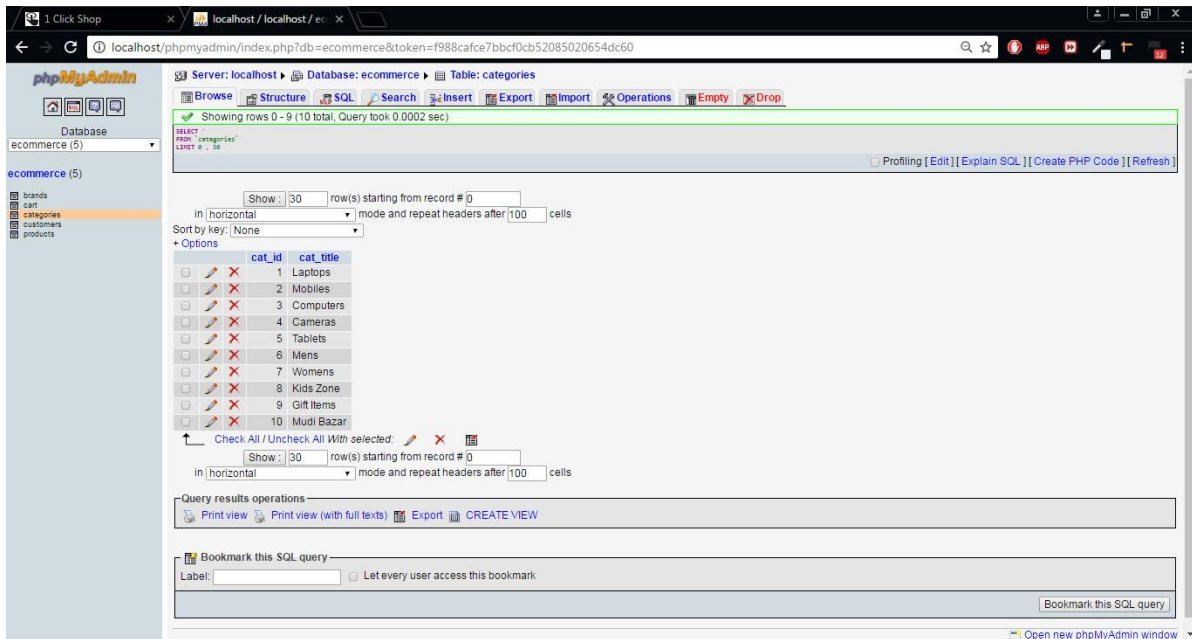 1 Click Shop
localhost / localhost / ec
localhost/phpmyadmin/index.php?db=ecommerce&token=f988cafce7bbcf0cb52085020654dc60
ABP
12
phpMyAdmin
SQL
Database
ecommerce (5)
ecommerce (5)
brands
cart
categories
customers
products
Server: localhost Database: ecommerce Table: categories
Browse Structure SQL Search Insert Export Import Operations Empty Drop
Showing rows 0 - 9 (10 total, Query took 0.0002 sec)
SELECT *
FROM `categories`
LIMIT 0 , 30
Profiling [ Edit ] [ Explain SQL ] [ Create PHP Code ] [ Refresh ]
Show : 30 row(s) starting from record # 0
in horizontal mode and repeat headers after 100 cells
Sort by key: None
+ Options
cat_id cat_title
1 Laptops
2 Mobiles
3 Computers
4 Cameras
5 Tablets
6 Mens
7 Womens
8 Kids Zone
9 Gift Items
10 Mudi Bazar
Check All / Uncheck All With selected:
Show : 30 row(s) starting from record # 0
in horizontal mode and repeat headers after 100 cells
Query results operations
Print view Print view (with full texts) Export CREATE VIEW
Bookmark this SQL query
Label: Let every user access this bookmark
Bookmark this SQL query
Open new phpMyAdmin window